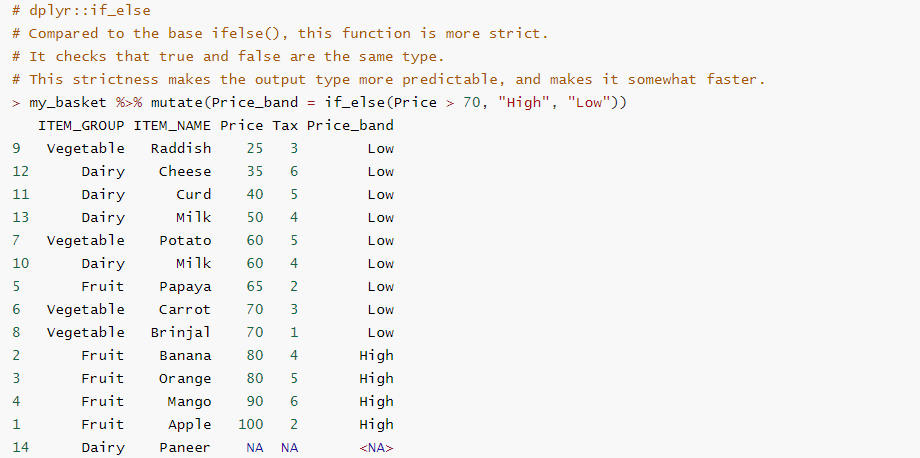 # dplyr::if_else
# Compared to the base ifelse(), this function is more strict.
# It checks that true and false are the same type.
# This strictness makes the output type more predictable, and makes it somewhat faster.
> my_basket %>% mutate(Price_band = if_else(Price > 70, "High", "Low"))
   ITEM_GROUP ITEM_NAME Price Tax Price_band
9   Vegetable   Raddish    25   3        Low
12      Dairy    Cheese    35   6        Low
11      Dairy      Curd    40   5        Low
13      Dairy      Milk    50   4        Low
7   Vegetable    Potato    60   5        Low
10      Dairy      Milk    60   4        Low
5       Fruit    Papaya    65   2        Low
6   Vegetable    Carrot    70   3        Low
8   Vegetable   Brinjal    70   1        Low
2       Fruit    Banana    80   4       High
3       Fruit    Orange    80   5       High
4       Fruit     Mango    90   6       High
1       Fruit     Apple   100   2       High
14      Dairy    Paneer    NA  NA       <NA>